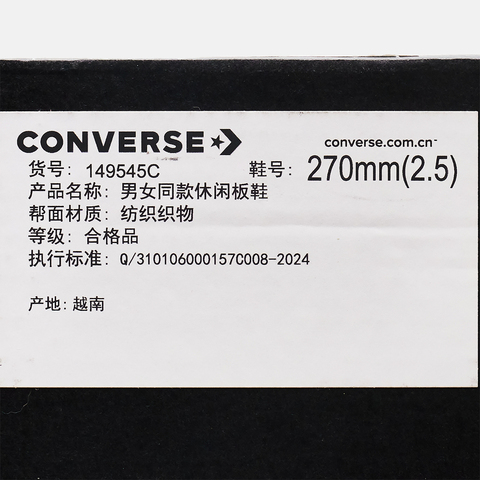 CONVERSE
converse.com.cn™
货号: 149545C 鞋号: 270mm(2.5)
产品名称: 男女同款休闲板鞋
帮面材质: 纺织织物
等级: 合格品
执行标准: Q/310106000157C008-2024
产地: 越南